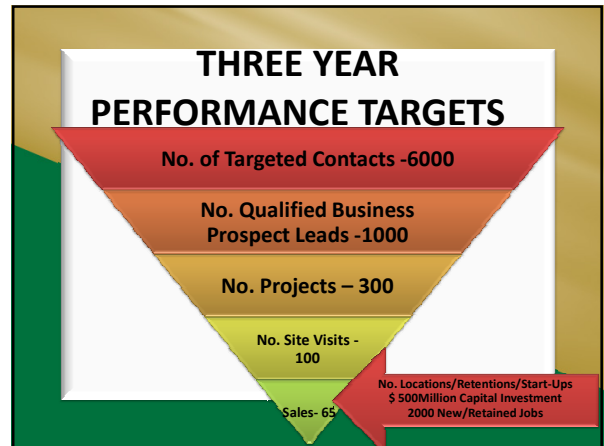 THREE YEAR
PERFORMANCE TARGETS
No. of Targeted Contacts -6000
No. Qualified Business
Prospect Leads -1000
No. Projects – 300
No. Site Visits -
100
Sales- 65
No. Locations/Retentions/Start-Ups
$ 500Million Capital Investment
2000 New/Retained Jobs